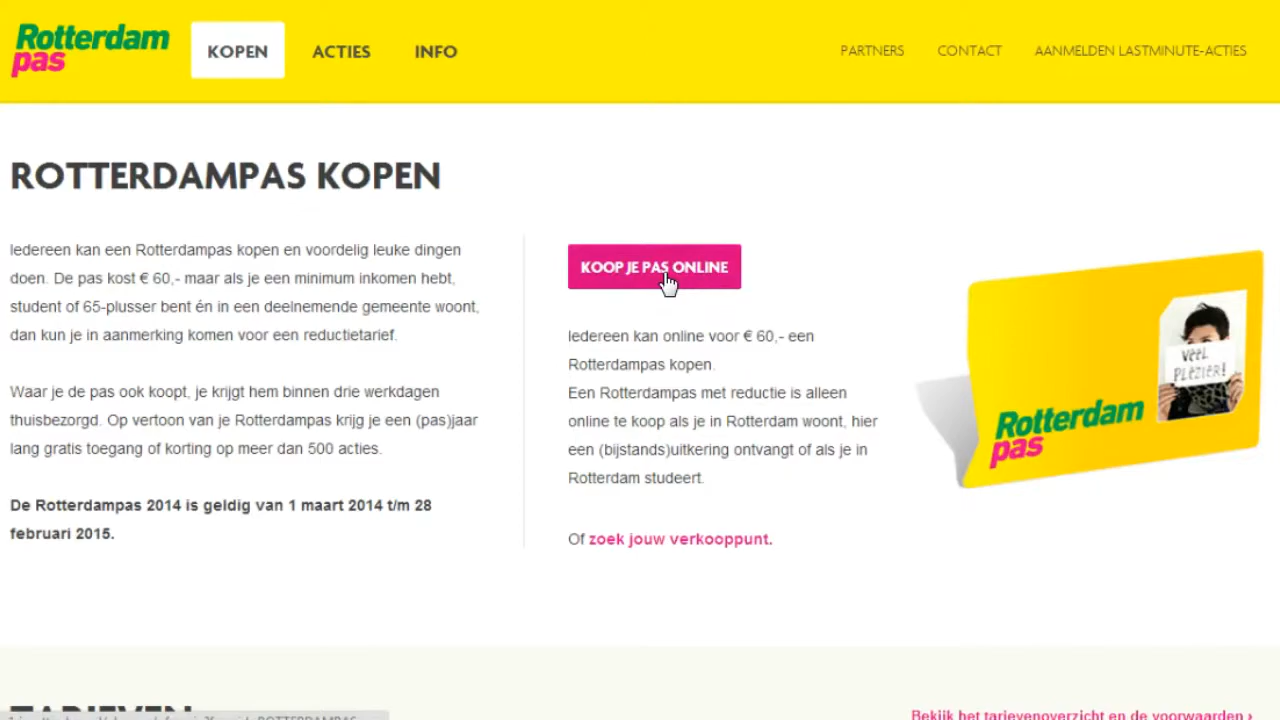 Rotterdam
pas
KOPEN
ACTIES
INFO
PARTNERS
CONTACT
AANMELDEN LASTMINUTE-ACTIES
ROTTERDAMPAS KOPEN
Iedereen kan een Rotterdampas kopen en voordelig leuke dingen
doen. De pas kost € 60,- maar als je een minimum inkomen hebt,
student of 65-plusser bent én in een deelnemende gemeente woont,
dan kun je in aanmerking komen voor een reductietarief.
Waar je de pas ook koopt, je krijgt hem binnen drie werkdagen
thuisbezorgd. Op vertoon van je Rotterdampas krijg je een (pas)jaar
lang gratis toegang of korting op meer dan 500 acties.
De Rotterdampas 2014 is geldig van 1 maart 2014 t/m 28
februari 2015.
KOOP JE PAS ONLINE
Iedereen kan online voor € 60,- een
Rotterdampas kopen.
Een Rotterdampas met reductie is alleen
online te koop als je in Rotterdam woont, hier
een (bijstands)uitkering ontvangt of als je in
Rotterdam studeert.
Of zoek jouw verkooppunt.
VEEL
PLEZIER!
Rotterdam
pas
TARIEVEN
Bekijk het tarievenoverzicht en de voorwaarden ›